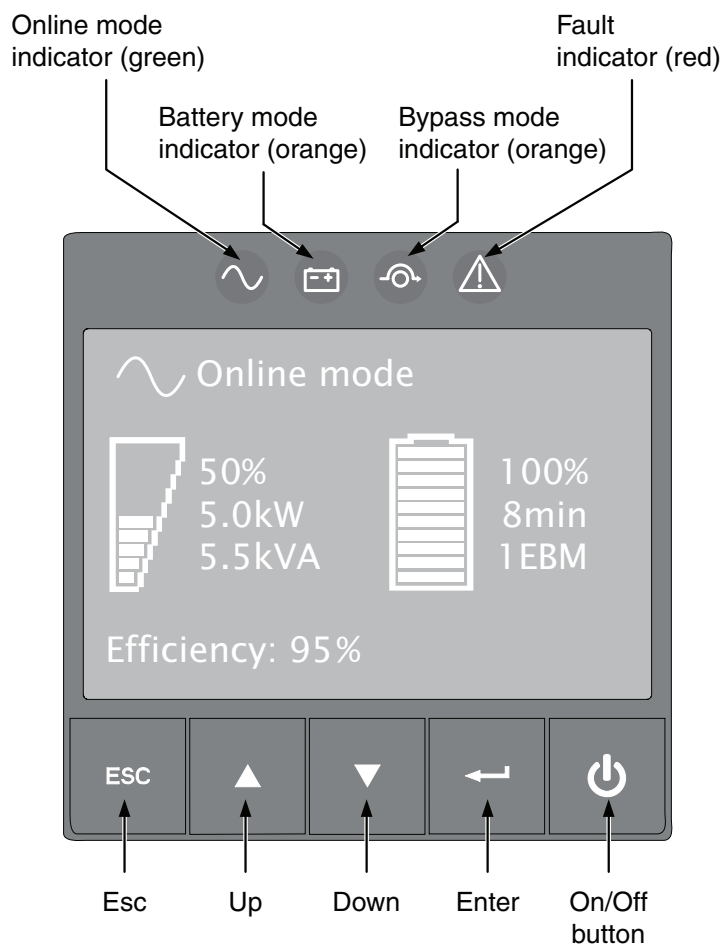 Online mode
indicator (green)
Fault
indicator (red)
Battery mode
indicator (orange)
Bypass mode
indicator (orange)
Online mode
50%
5.0kW
5.5kVA
100%
8min
1EBM
Efficiency: 95%
ESC
Esc
Up
Down
Enter
On/Off
button